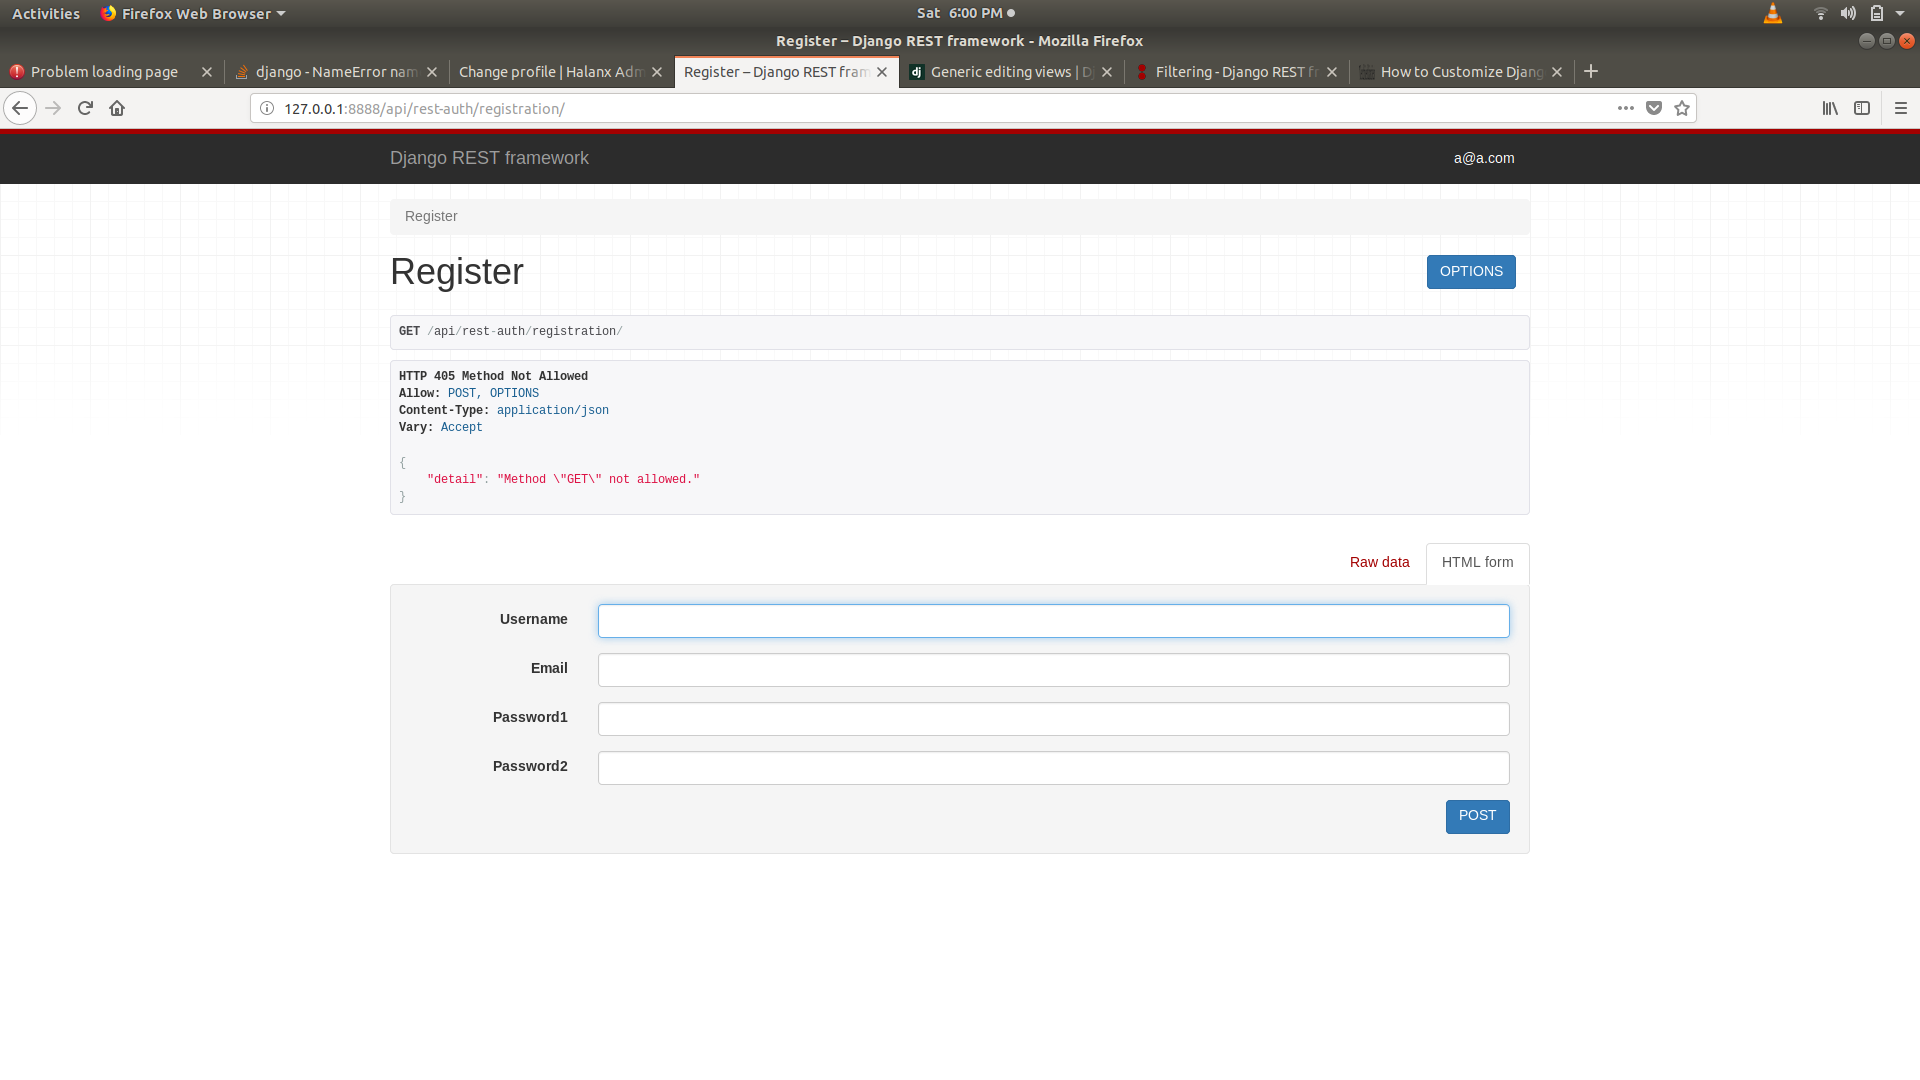 Activities Firefox Web Browser Sat 6:00 PM
Register – Django REST framework - Mozilla Firefox
Problem loading page django - NameError nam Change profile | Halanx Adm Register – Django REST fram Generic editing views | D Filtering - Django REST fr How to Customize Djang
127.0.0.1:8888/api/rest-auth/registration/
Django REST framework a@a.com
Register
Register OPTIONS
GET /api/rest-auth/registration/
HTTP 405 Method Not Allowed
Allow: POST, OPTIONS
Content-Type: application/json
Vary: Accept
{
"detail": "Method \"GET\" not allowed."
}
Raw data HTML form
Username
Email
Password1
Password2
POST